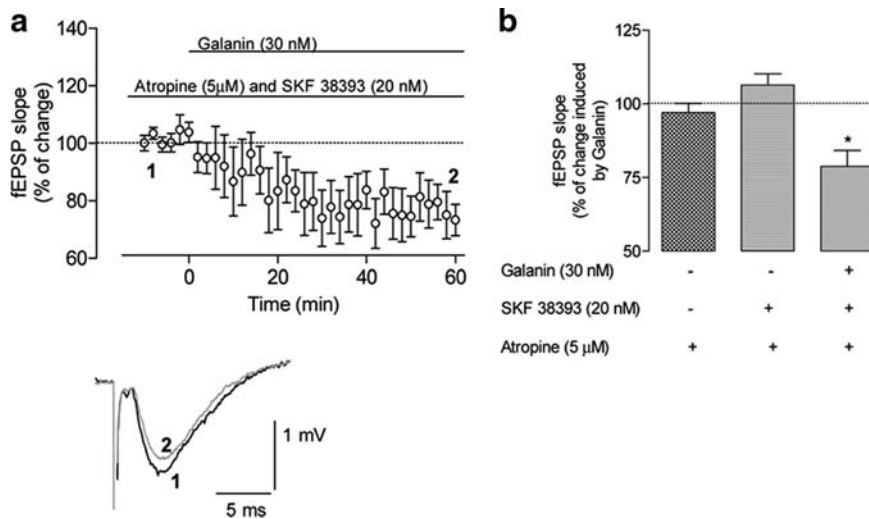 a
Galanin (30 nM)
Atropine (5μM) and SKF 38393 (20 nM)
fEPSP slope
(% of change)
140
120
100
80
60
1
2
0
20
40
60
Time (min)
2
1
1 mV
5 ms
b
fEPSP slope
(% of change induced
by Galanin)
125
100
75
50
*
Galanin (30 nM) - - +
SKF 38393 (20 nM) - + +
Atropine (5 μM) + + +